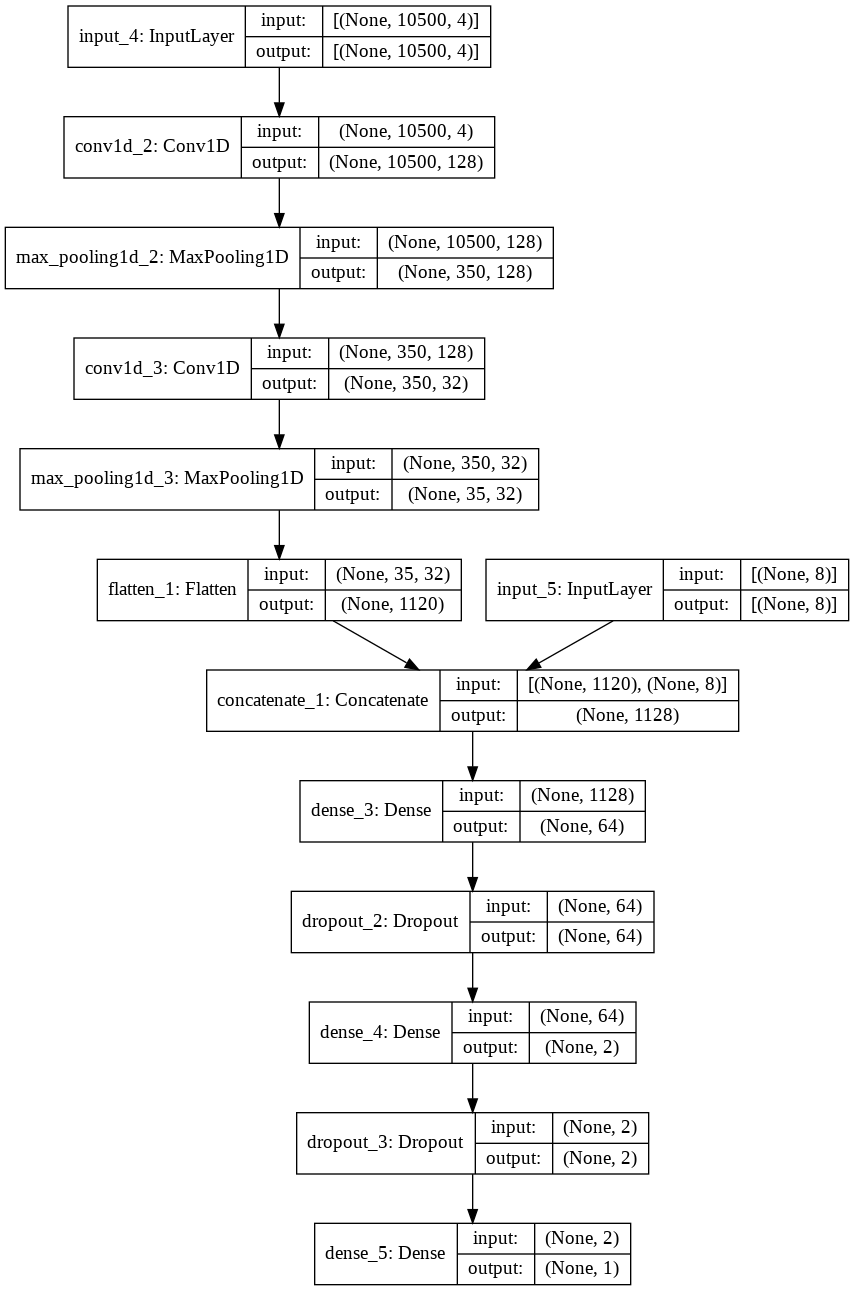 input_4: InputLayer
input: [(None, 10500, 4)]
output: [(None, 10500, 4)]
conv1d_2: Conv1D
input: (None, 10500, 4)
output: (None, 10500, 128)
max_pooling1d_2: MaxPooling1D
input: (None, 10500, 128)
output: (None, 350, 128)
conv1d_3: Conv1D
input: (None, 350, 128)
output: (None, 350, 32)
max_pooling1d_3: MaxPooling1D
input: (None, 350, 32)
output: (None, 35, 32)
flatten_1: Flatten
input: (None, 35, 32)
output: (None, 1120)
input_5: InputLayer
input: [(None, 8)]
output: [(None, 8)]
concatenate_1: Concatenate
input: [(None, 1120), (None, 8)]
output: (None, 1128)
dense_3: Dense
input: (None, 1128)
output: (None, 64)
dropout_2: Dropout
input: (None, 64)
output: (None, 64)
dense_4: Dense
input: (None, 64)
output: (None, 2)
dropout_3: Dropout
input: (None, 2)
output: (None, 2)
dense_5: Dense
input: (None, 2)
output: (None, 1)